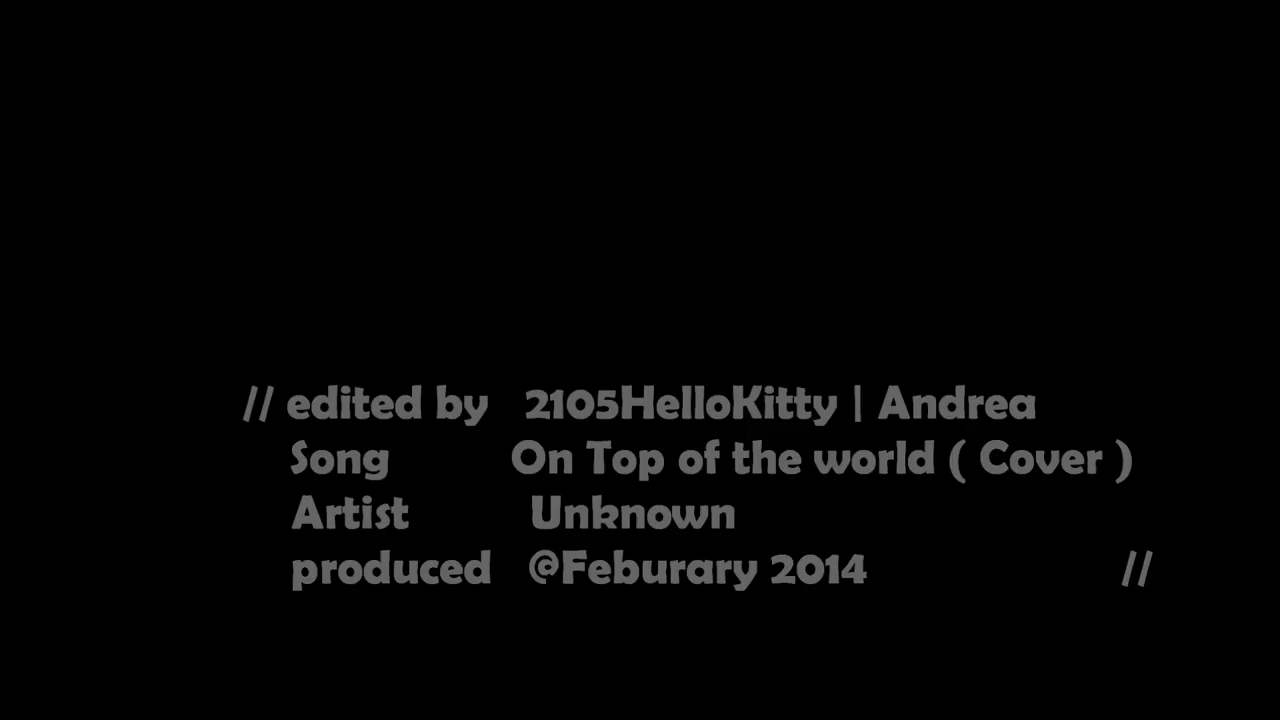 // edited by 2105HelloKitty | Andrea
Song On Top of the world ( Cover )
Artist Unknown
produced @Feburary 2014 //